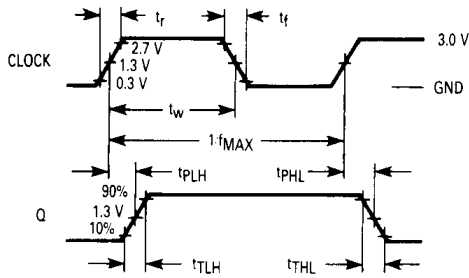 tr
tf
2.7 V
3.0 V
CLOCK
1.3 V
0.3 V
GND
tw
1/fMAX
tPLH
tPHL
90%
Q
1.3 V
10%
tTLH
tTHL